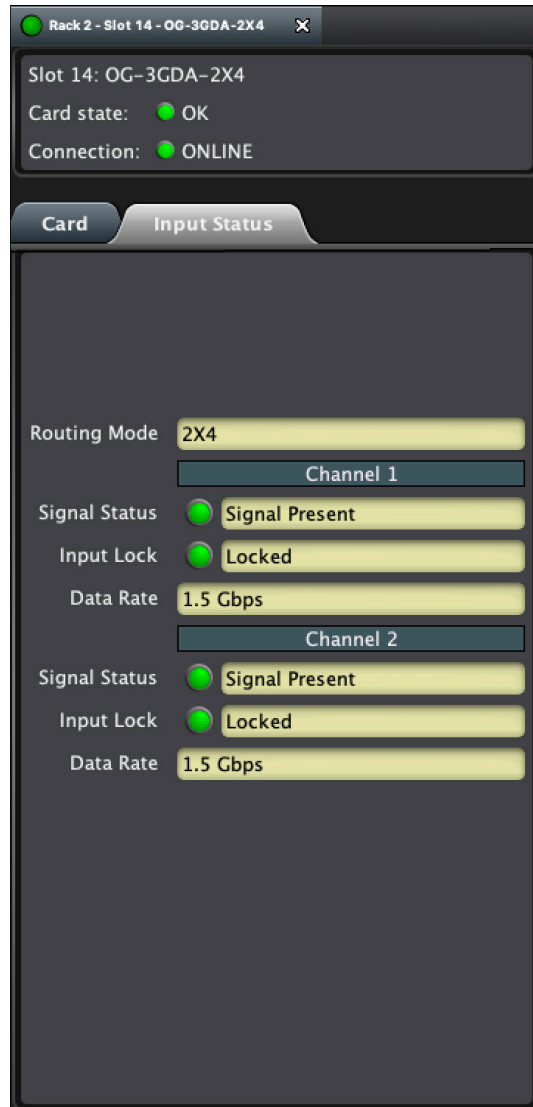 Rack 2 - Slot 14 - OG-3GDA-2X4
Slot 14: OG-3GDA-2X4
Card state: OK
Connection: ONLINE
Card Input Status
Routing Mode 2X4
Channel 1
Signal Status Signal Present
Input Lock Locked
Data Rate 1.5 Gbps
Channel 2
Signal Status Signal Present
Input Lock Locked
Data Rate 1.5 Gbps